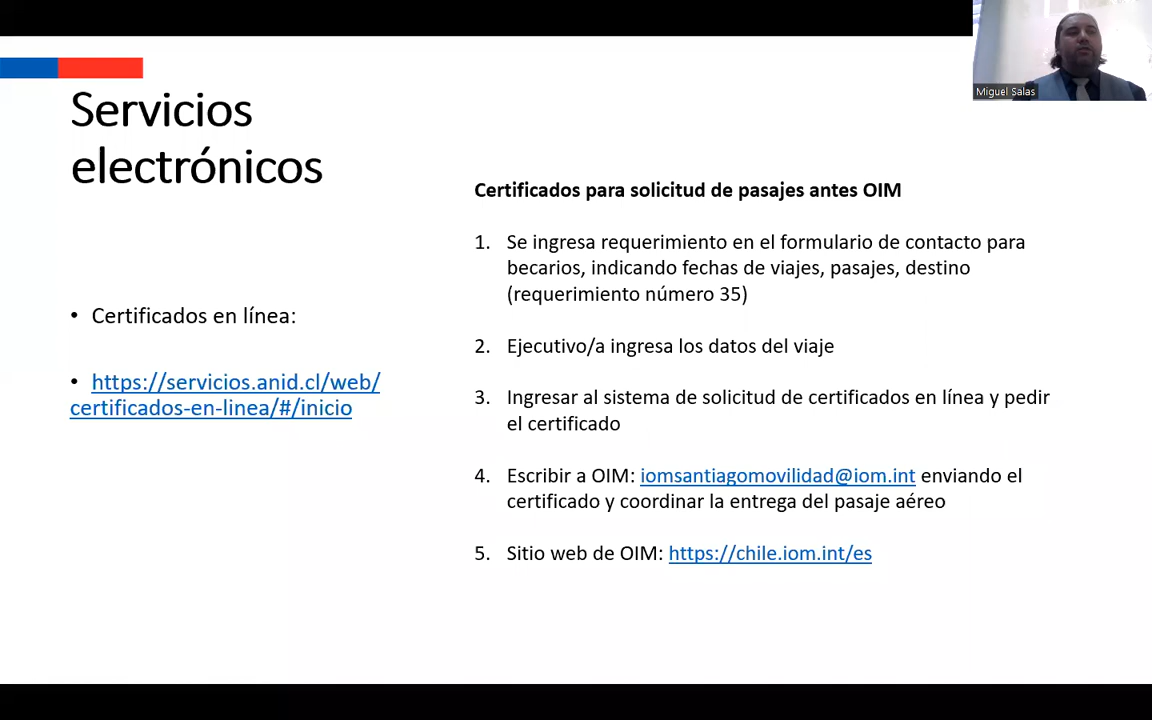 Miguel Salas
Servicios
electrónicos
• Certificados en línea:
• https://servicios.anid.cl/web/
certificados-en-linea/#/inicio
Certificados para solicitud de pasajes antes OIM
1. Se ingresa requerimiento en el formulario de contacto para
becarios, indicando fechas de viajes, pasajes, destino
(requerimiento número 35)
2. Ejecutivo/a ingresa los datos del viaje
3. Ingresar al sistema de solicitud de certificados en línea y pedir
el certificado
4. Escribir a OIM: iomsantiagomovilidad@iom.int enviando el
certificado y coordinar la entrega del pasaje aéreo
5. Sitio web de OIM: https://chile.iom.int/es